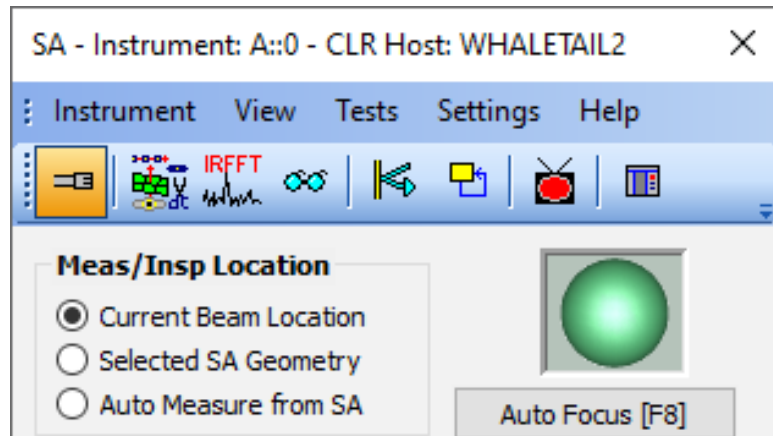 SA - Instrument: A::0 - CLR Host: WHALETAIL2
Instrument View Tests Settings Help
IRFFT
Meas/Insp Location
Current Beam Location
Selected SA Geometry
Auto Measure from SA
Auto Focus [F8]